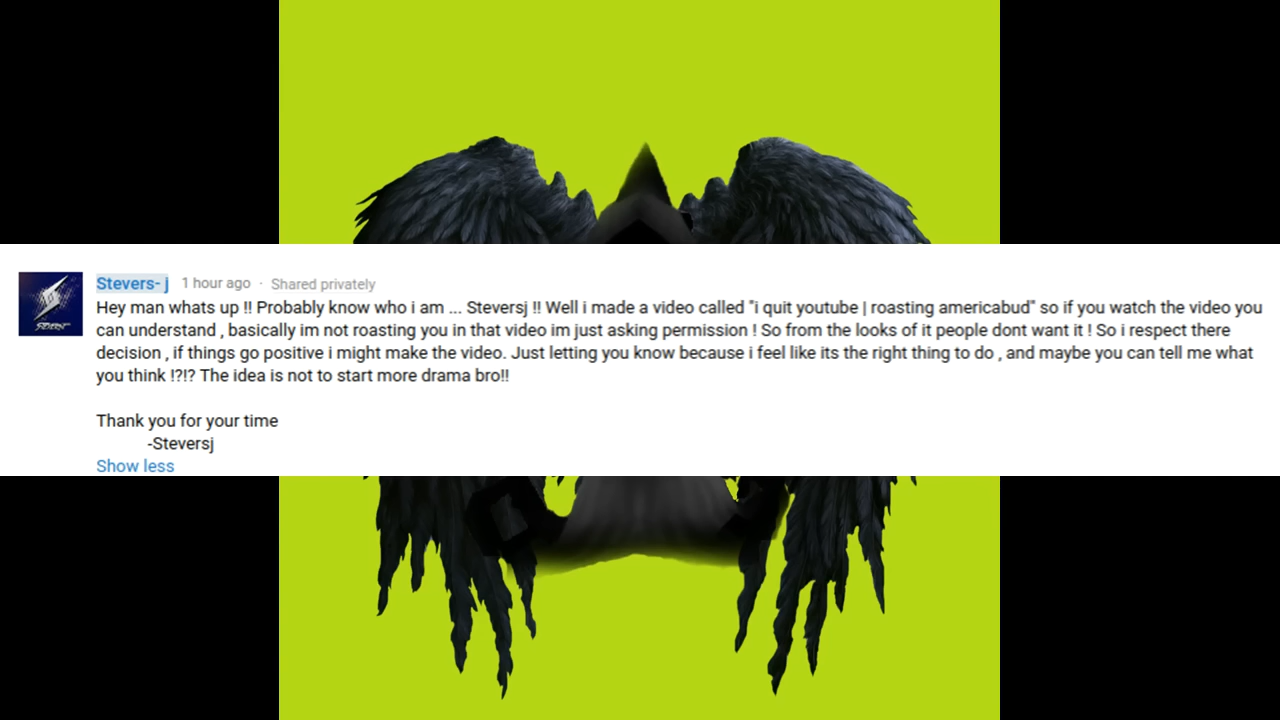 Stevers- j 1 hour ago · Shared privately
Hey man whats up !! Probably know who i am ... Steversj !! Well i made a video called "i quit youtube | roasting americabud" so if you watch the video you
can understand , basically im not roasting you in that video im just asking permission ! So from the looks of it people dont want it ! So i respect there
decision , if things go positive i might make the video. Just letting you know because i feel like its the right thing to do , and maybe you can tell me what
you think !?!? The idea is not to start more drama bro!!
Thank you for your time
-Steversj
Show less